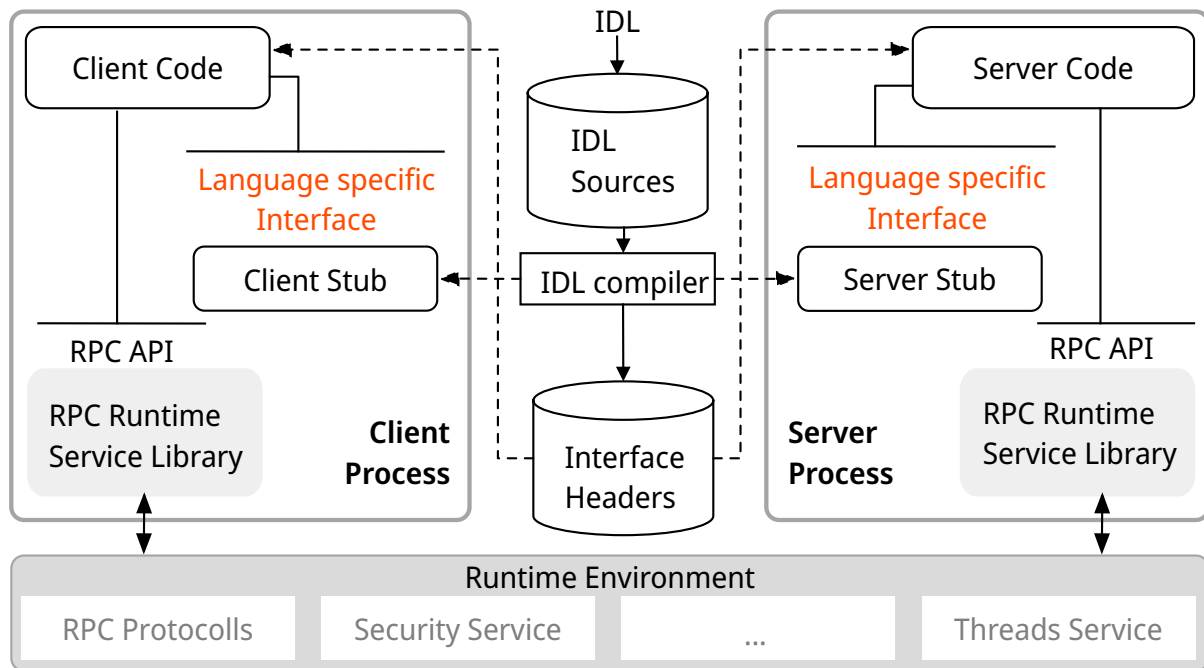 IDL
Client Code
Server Code
IDL
Sources
Language specific
Interface
Language specific
Interface
Client Stub
IDL compiler
Server Stub
RPC API
RPC API
RPC Runtime
Service Library
Client
Process
Interface
Headers
Server
Process
RPC Runtime
Service Library
Runtime Environment
RPC Protocolls
Security Service
...
Threads Service